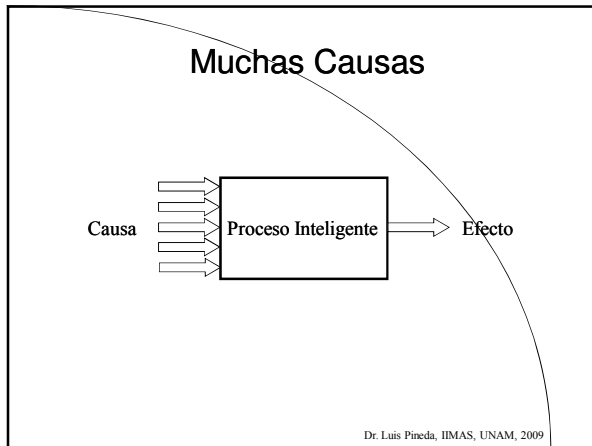 Muchas Causas
Causa
Proceso Inteligente
Efecto
Dr. Luis Pineda, IIMAS, UNAM, 2009